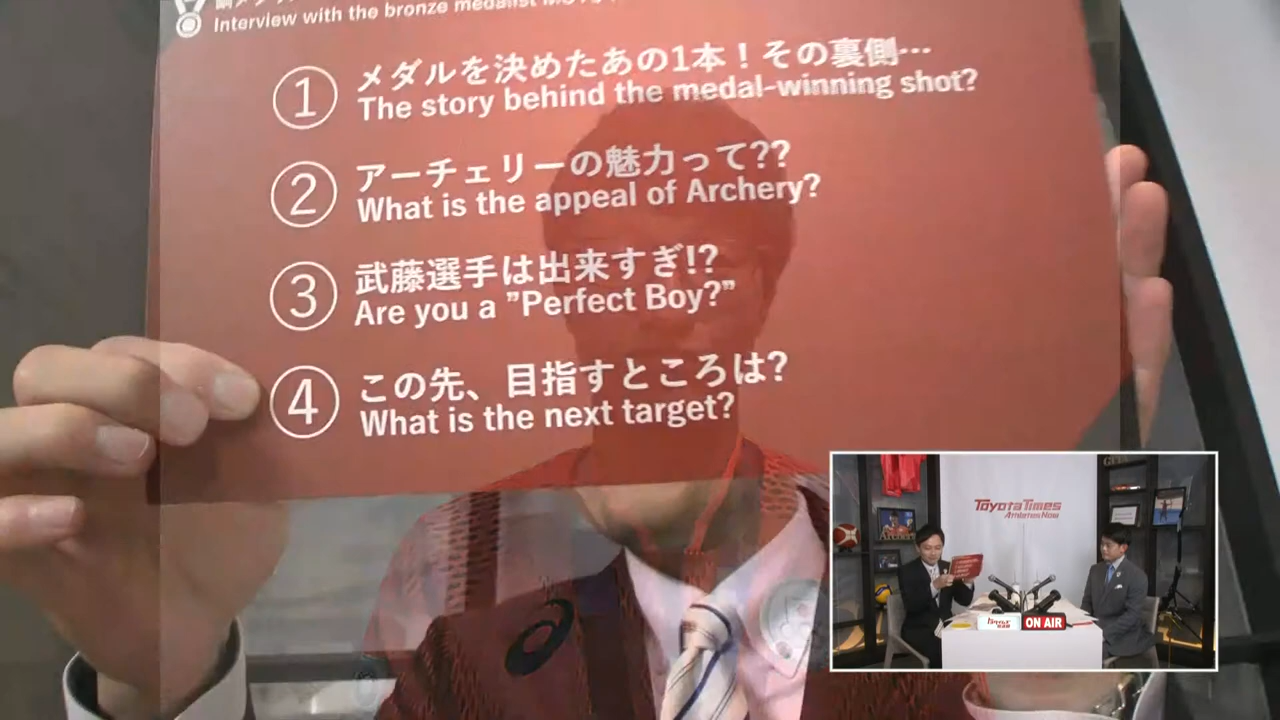 Interview with the bronze medalist
① メダルを決めたあの1本！その裏側…
The story behind the medal-winning shot?
② アーチェリーの魅力って??
What is the appeal of Archery?
③ 武藤選手は出来すぎ!?
Are you a ”Perfect Boy?”
④ この先、目指すところは?
What is the next target?
ToyotaTimes
Athletes Now
Archery
ON AIR